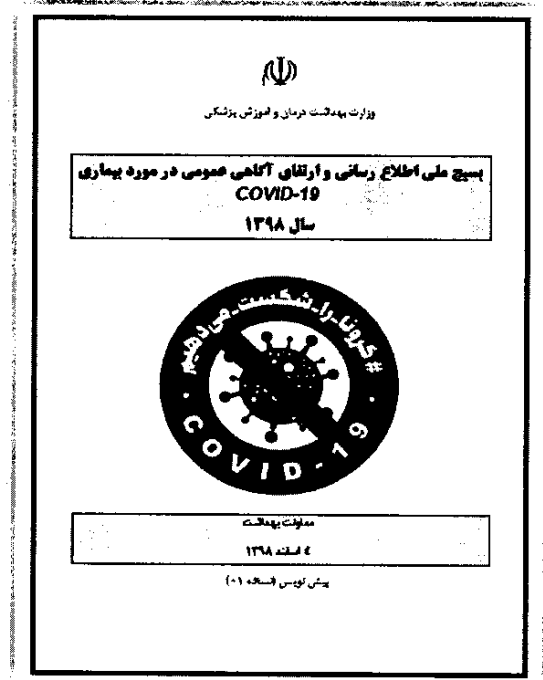 وزارت بهداشت درمان و آموزش پزشکی
بسیج ملی اطلاع رسانی و ارتقای آگاهی عمومی در مورد بیماری
COVID-19
سال ۱۳۹۸
#کرونا_را_شکست_می‌دهیم
COVID-19
معاونت بهداشت
٤ اسفند ۱۳۹۸
پیش نویس (نسخه ۰۱)